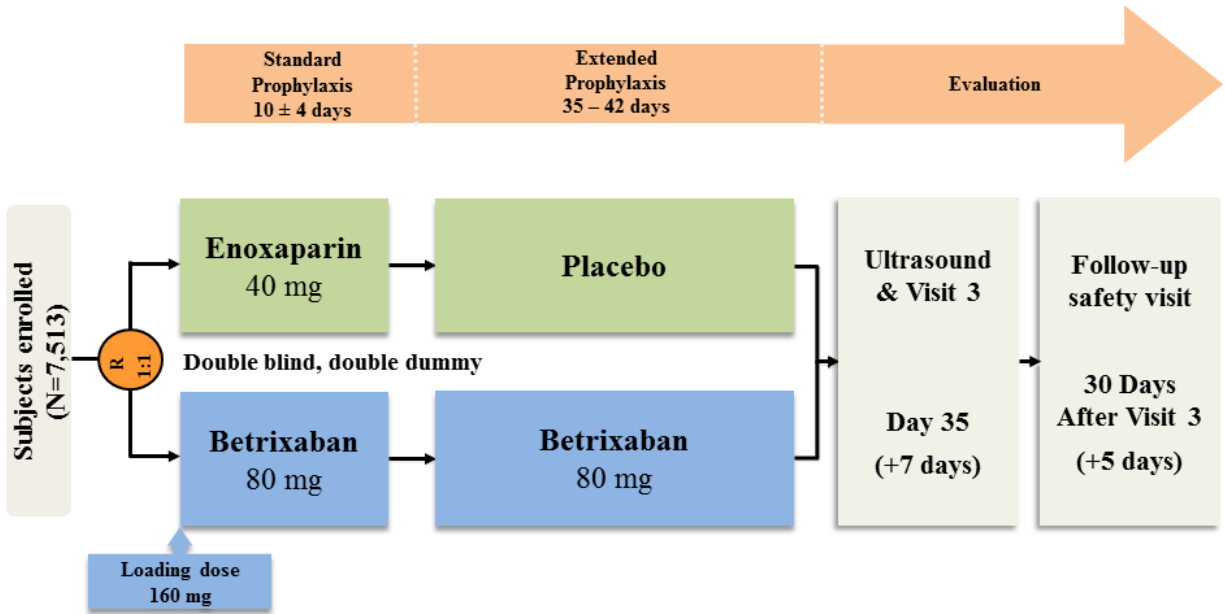 Standard
Prophylaxis
10 ± 4 days
Extended
Prophylaxis
35 – 42 days
Evaluation
Subjects enrolled
(N=7,513)
R
1:1
Enoxaparin
40 mg
Placebo
Double blind, double dummy
Betrixaban
80 mg
Betrixaban
80 mg
Loading dose
160 mg
Ultrasound
& Visit 3
Day 35
(+7 days)
Follow-up
safety visit
30 Days
After Visit 3
(+5 days)